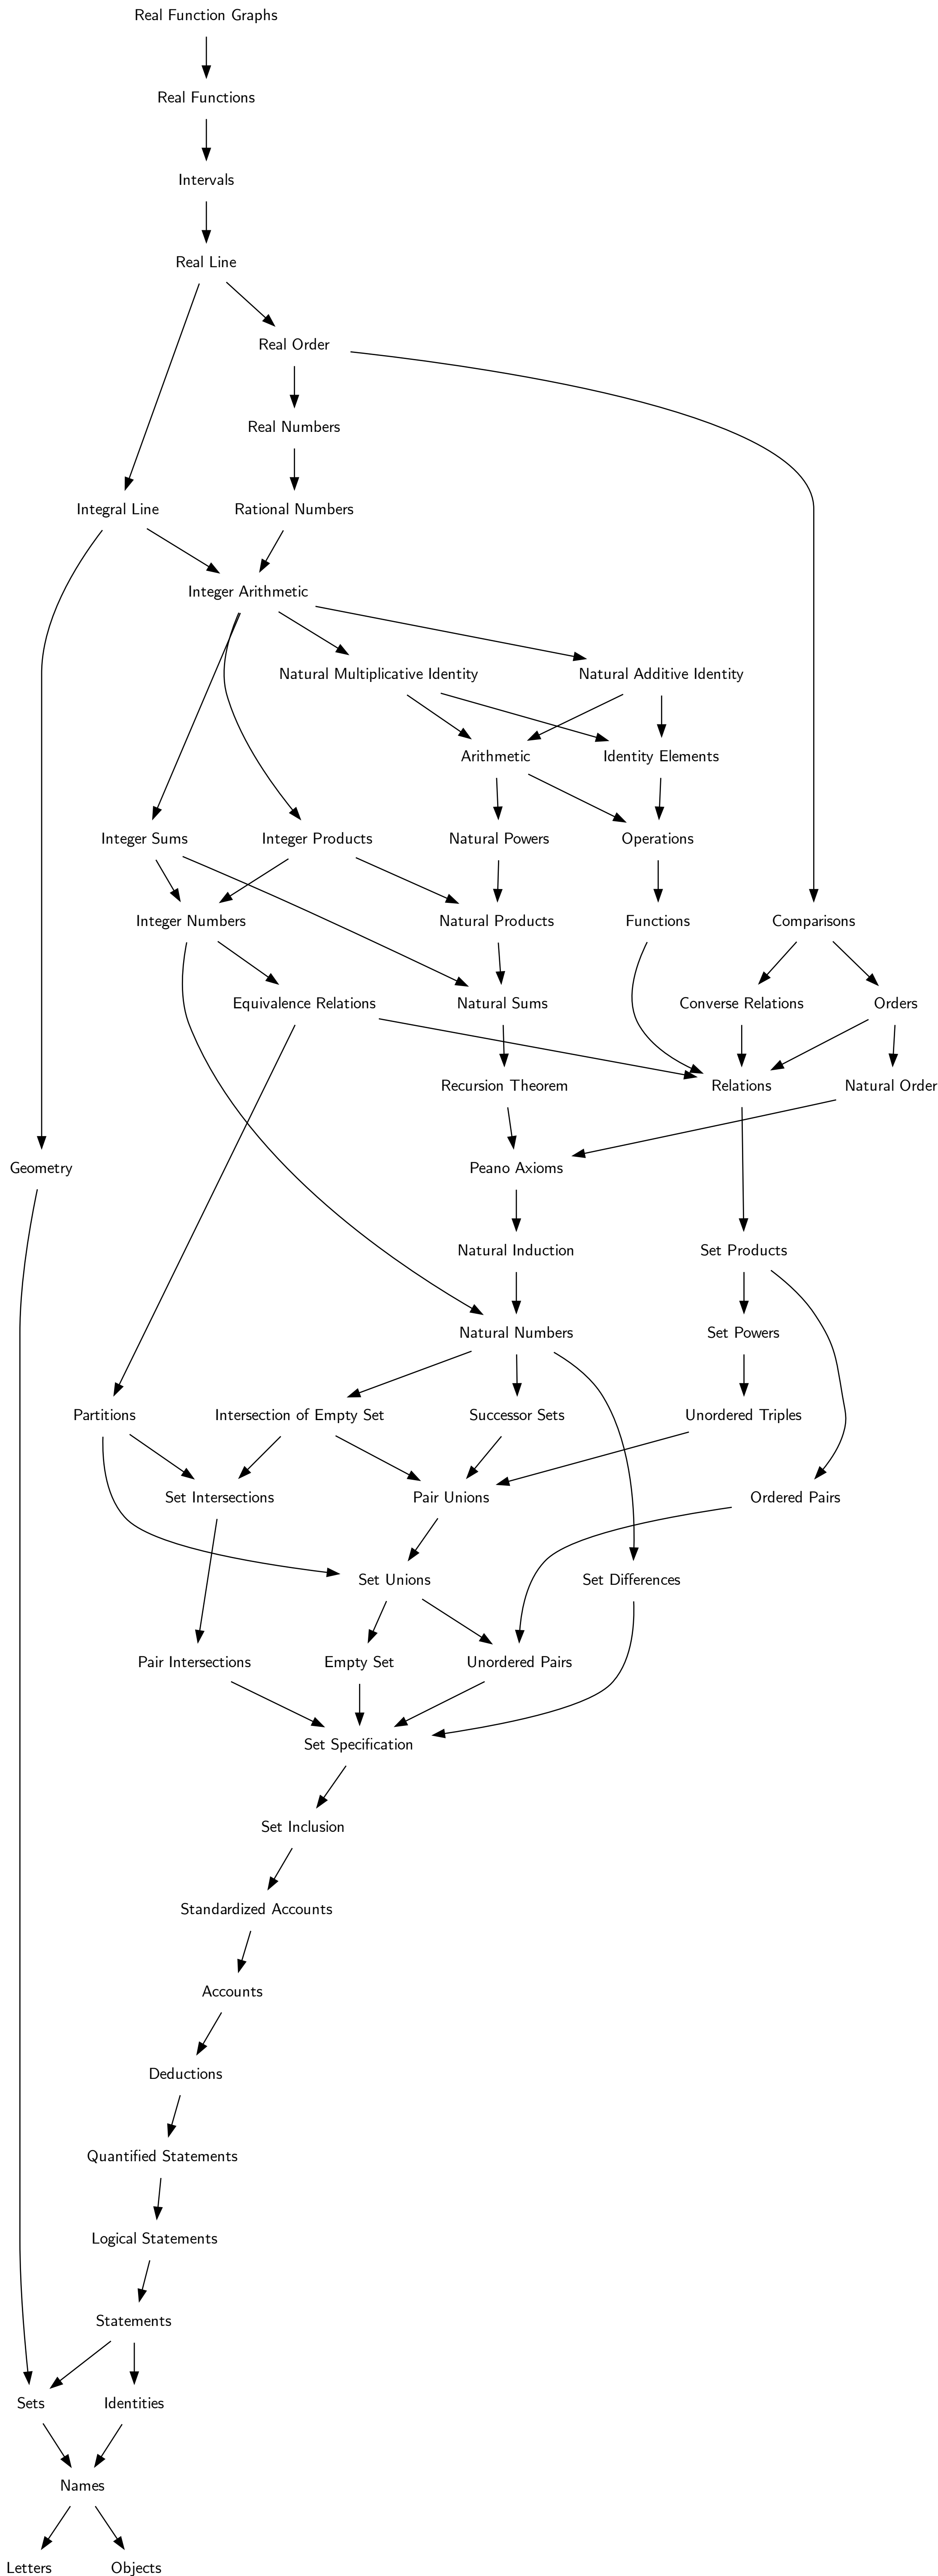 Real Function Graphs
Real Functions
Intervals
Real Line
Real Order
Real Numbers
Integral Line
Rational Numbers
Integer Arithmetic
Natural Multiplicative Identity
Natural Additive Identity
Arithmetic
Identity Elements
Integer Sums
Integer Products
Natural Powers
Operations
Integer Numbers
Natural Products
Functions
Comparisons
Equivalence Relations
Natural Sums
Converse Relations
Orders
Recursion Theorem
Relations
Natural Order
Geometry
Peano Axioms
Natural Induction
Set Products
Natural Numbers
Set Powers
Partitions
Intersection of Empty Set
Successor Sets
Unordered Triples
Set Intersections
Pair Unions
Ordered Pairs
Set Unions
Set Differences
Pair Intersections
Empty Set
Unordered Pairs
Set Specification
Set Inclusion
Standardized Accounts
Accounts
Deductions
Quantified Statements
Logical Statements
Statements
Sets
Identities
Names
Letters
Objects